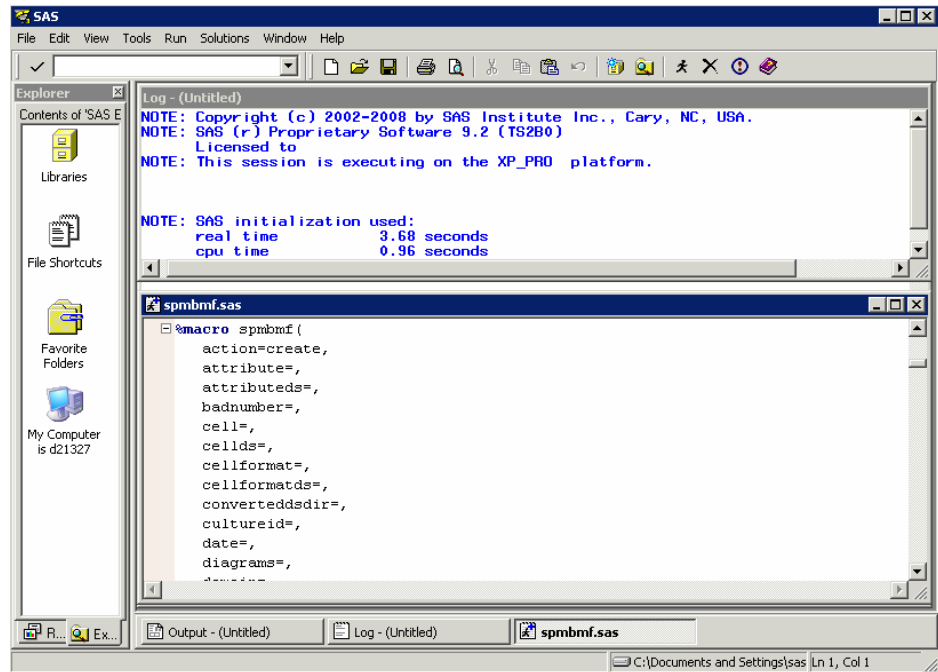 SAS
File Edit View Tools Run Solutions Window Help
Explorer
Contents of 'SAS E
Libraries
File Shortcuts
Favorite
Folders
My Computer
is d21327
Log - (Untitled)
NOTE: Copyright (c) 2002-2008 by SAS Institute Inc., Cary, NC, USA.
NOTE: SAS (r) Proprietary Software 9.2 (TS2B0)
Licensed to
NOTE: This session is executing on the XP_PRO platform.
NOTE: SAS initialization used:
real time 3.68 seconds
cpu time 0.96 seconds
spmbmf.sas
%macro spmbmf(
action=create,
attribute=,
attributeds=,
badnumber=,
cell=,
cellds=,
cellformat=,
cellformatds=,
converteddsdir=,
cultureid=,
date=,
diagrams=,
R... Ex...
Output - (Untitled) Log - (Untitled) spmbmf.sas
C:\Documents and Settings\sas Ln 1, Col 1